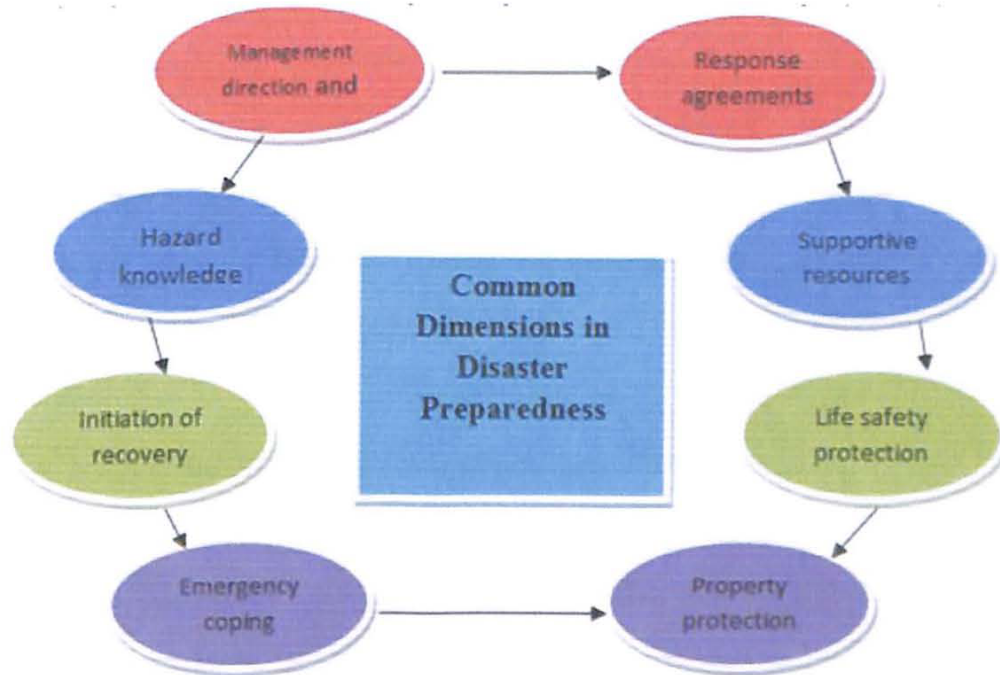 Management
direction and
Response
agreements
Hazard
knowledge
Supportive
resources
Common
Dimensions in
Disaster
Preparedness
Initiation of
recovery
Life safety
protection
Emergency
coping
Property
protection